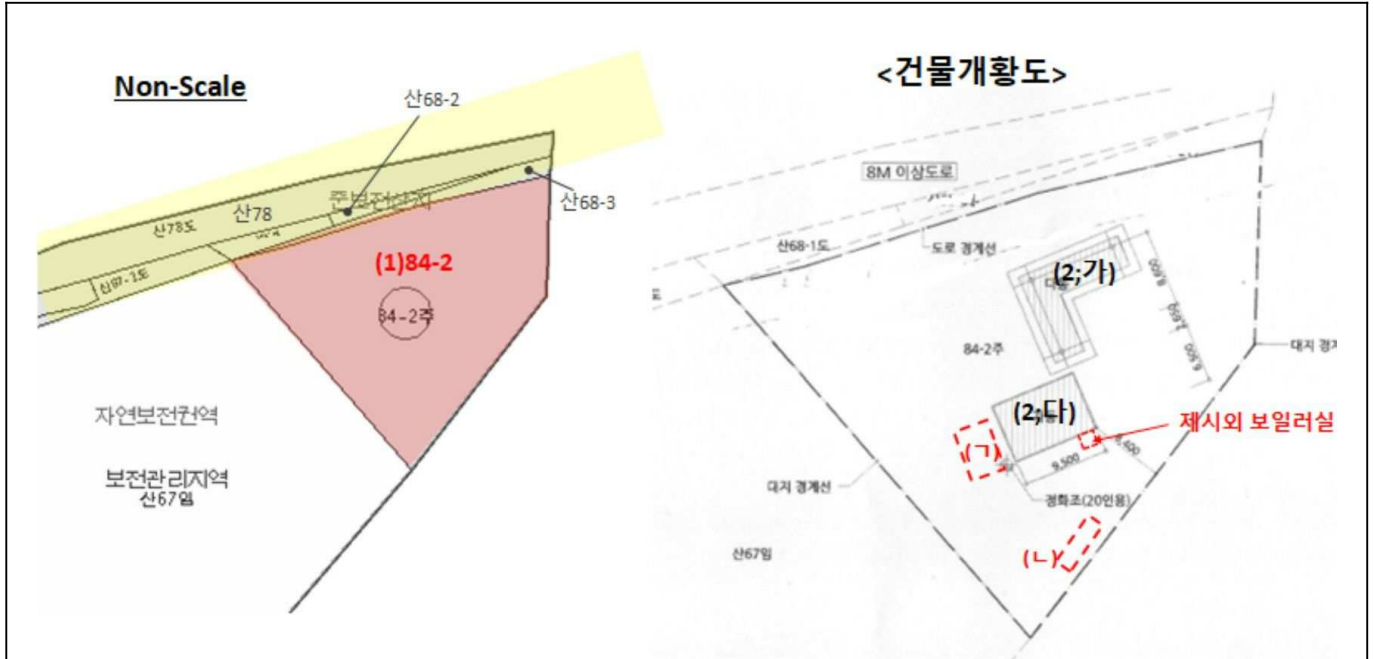 Non-Scale
산68-2
준보전산지
산78
산78도
산68-3
(1)84-2
84-2주
자연보전권역
보전관리지역
산67임
<건물개황도>
8M 이상도로
산68-1도
도로 경계선
(2;가)
84-2주
대지 경계
(2;다)
제시외 보일러실
(ㄱ)
9,500
대지 경계선
정화조(20인용)
(ㄴ)
산67임